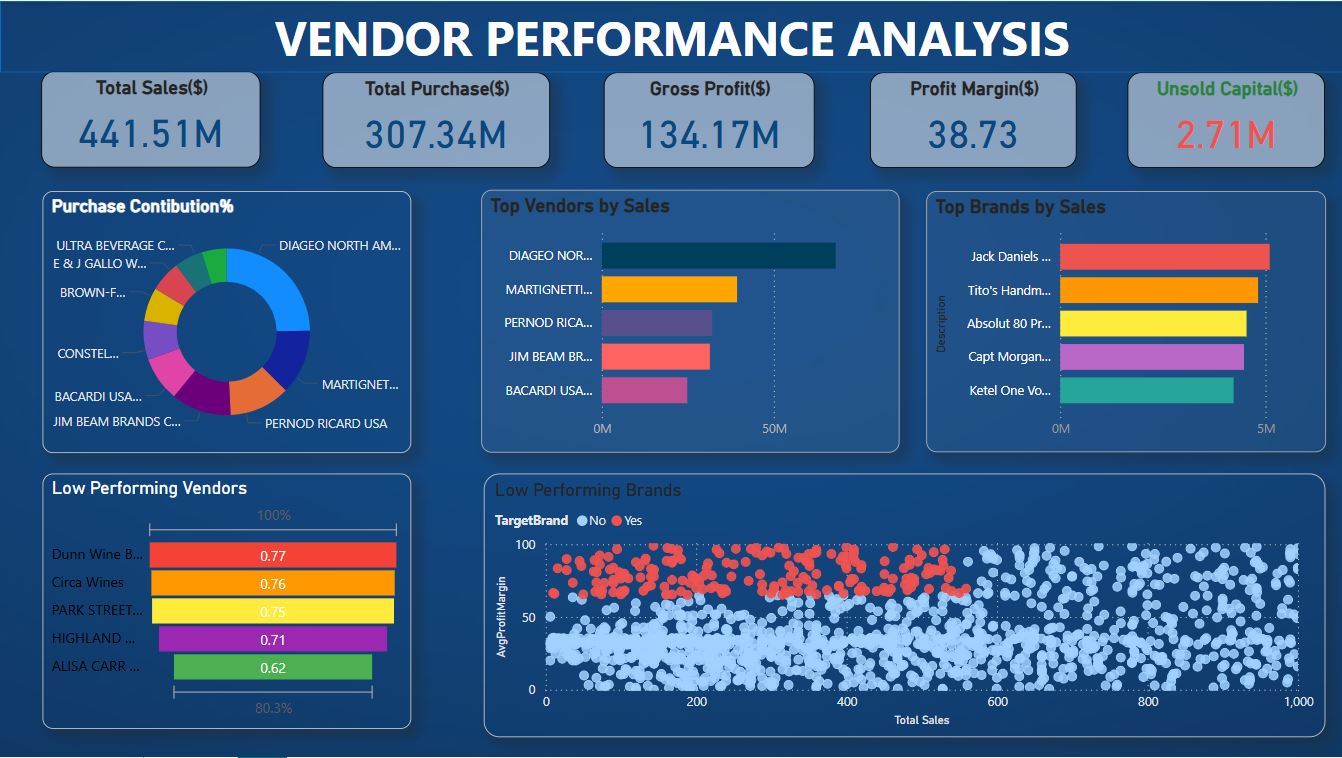 VENDOR PERFORMANCE ANALYSIS
Total Sales($)
441.51M
Total Purchase($)
307.34M
Gross Profit($)
134.17M
Profit Margin($)
38.73
Unsold Capital($)
2.71M
Purchase Contibution%
ULTRA BEVERAGE C...
E & J GALLO W...
BROWN-F...
CONSTEL...
BACARDI USA...
JIM BEAM BRANDS C...
DIAGEO NORTH AM...
MARTIGNET...
PERNOD RICARD USA
Top Vendors by Sales
DIAGEO NOR...
MARTIGNETTI...
PERNOD RICA...
JIM BEAM BR...
BACARDI USA...
0M 50M
Top Brands by Sales
Description
Jack Daniels ...
Tito's Handm...
Absolut 80 Pr...
Capt Morgan...
Ketel One Vo...
0M 5M
Low Performing Vendors
100%
Dunn Wine B... 0.77
Circa Wines 0.76
PARK STREET... 0.75
HIGHLAND ... 0.71
ALISA CARR ... 0.62
80.3%
Low Performing Brands
TargetBrand No Yes
AvgProfitMargin
100
50
0
0 200 400 600 800 1,000
Total Sales